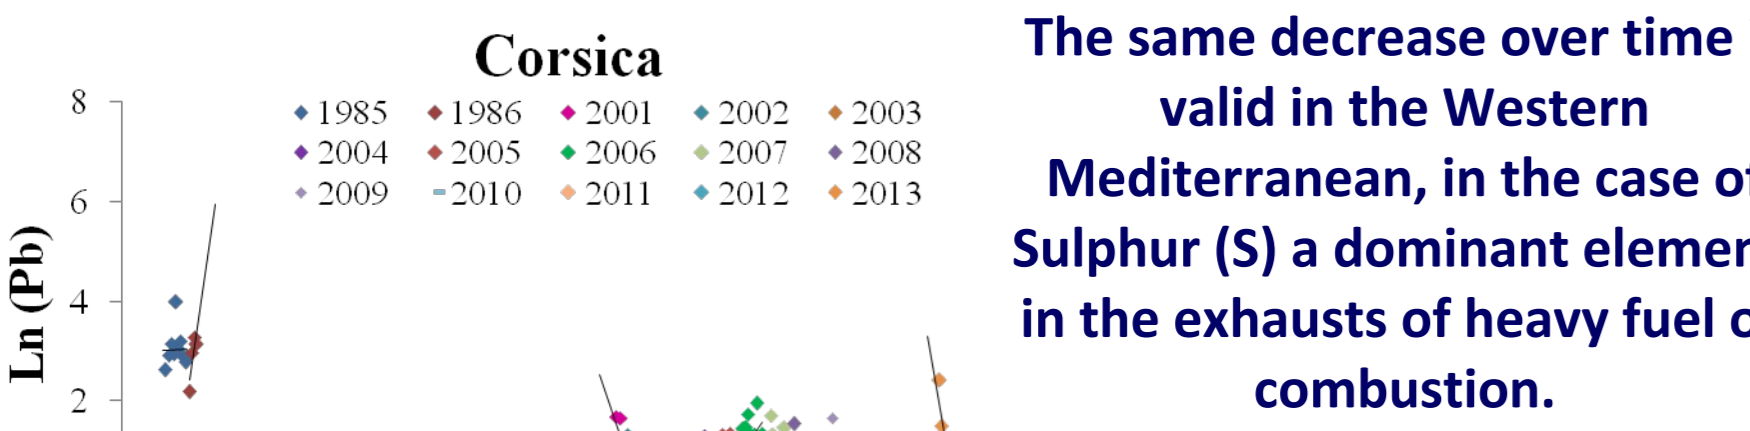 Corsica
8
6
4
2
Ln (Pb)
1985 1986 2001 2002 2003
2004 2005 2006 2007 2008
2009 2010 2011 2012 2013
The same decrease over time
valid in the Western
Mediterranean, in the case
Sulphur (S) a dominant
in the exhausts of heavy fuel
combustion.